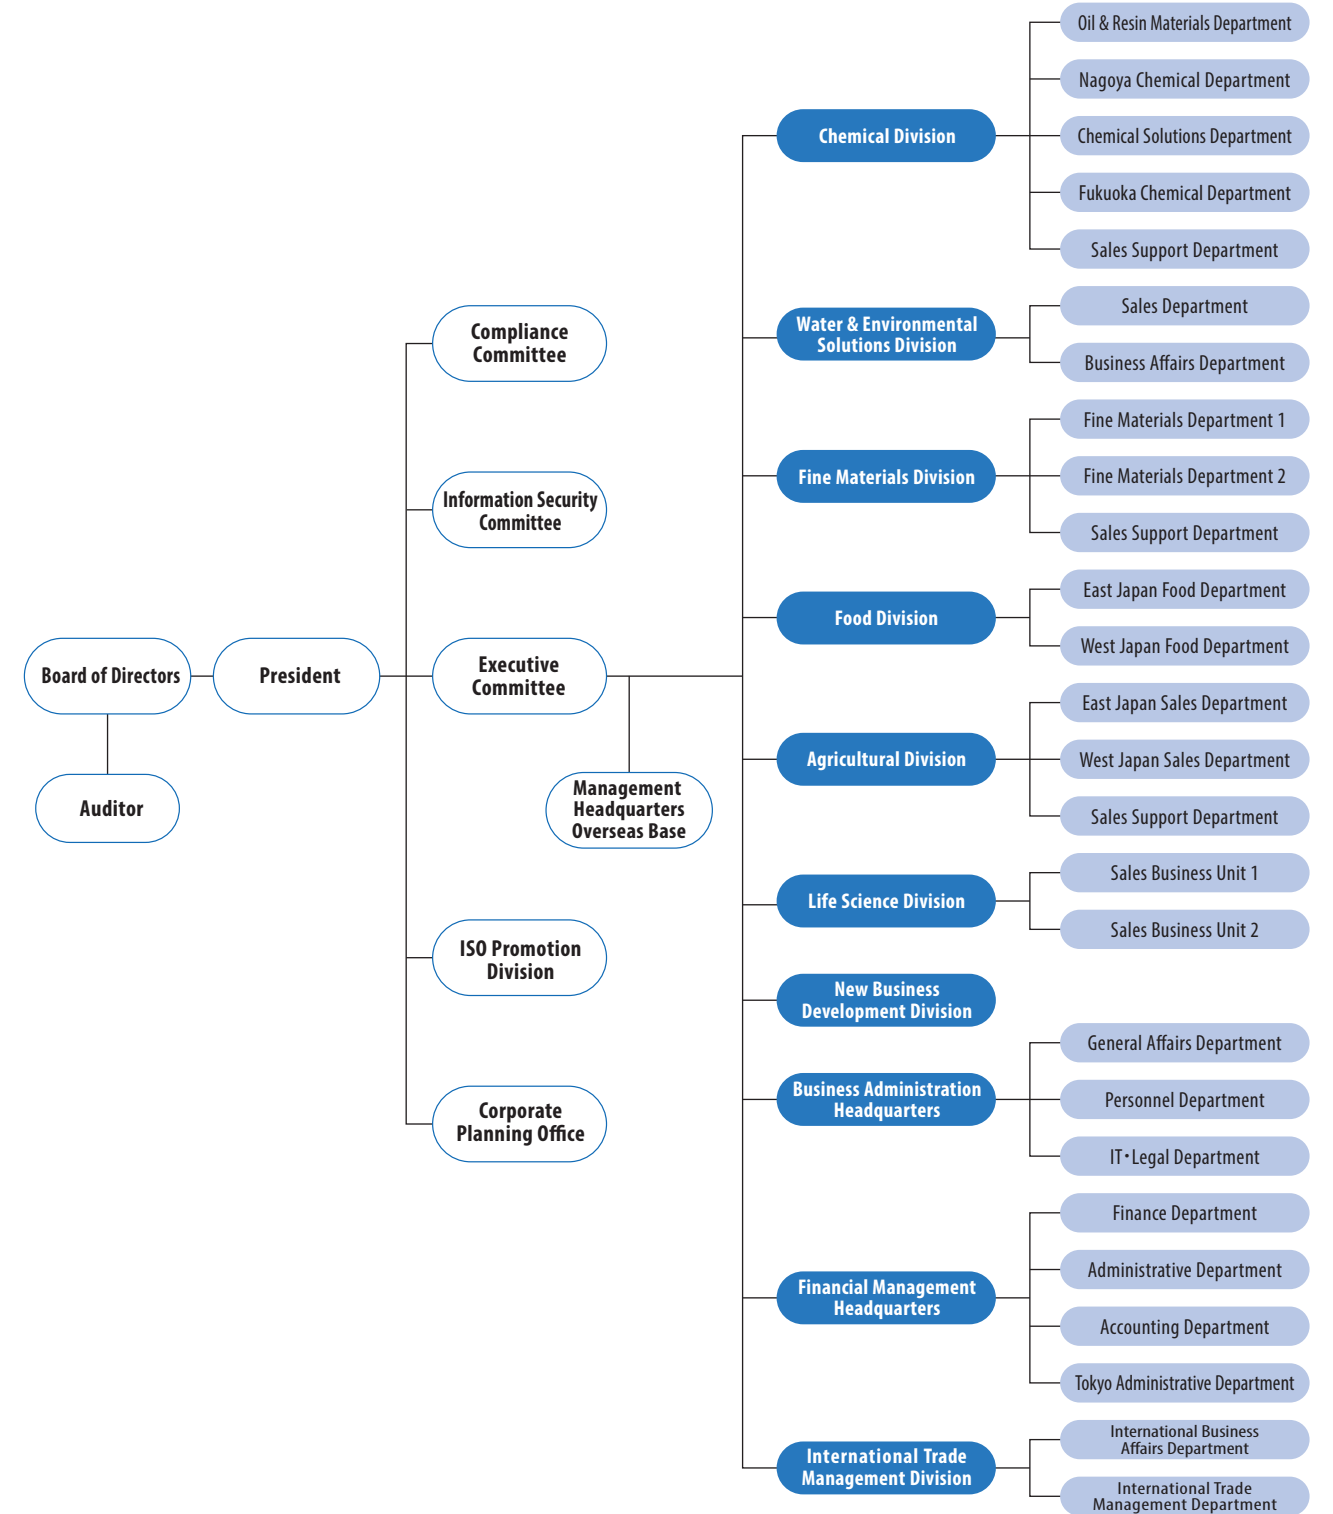 Board of Directors
Auditor
President
Compliance
Committee
Information Security
Committee
Executive
Committee
Management
Headquarters
Overseas Base
ISO Promotion
Division
Corporate
Planning Office
Chemical Division
Oil & Resin Materials Department
Nagoya Chemical Department
Chemical Solutions Department
Fukuoka Chemical Department
Sales Support Department
Water & Environmental
Solutions Division
Sales Department
Business Affairs Department
Fine Materials Division
Fine Materials Department 1
Fine Materials Department 2
Sales Support Department
Food Division
East Japan Food Department
West Japan Food Department
Agricultural Division
East Japan Sales Department
West Japan Sales Department
Sales Support Department
Life Science Division
Sales Business Unit 1
Sales Business Unit 2
New Business
Development Division
Business Administration
Headquarters
General Affairs Department
Personnel Department
IT・Legal Department
Financial Management
Headquarters
Finance Department
Administrative Department
Accounting Department
Tokyo Administrative Department
International Trade
Management Division
International Business
Affairs Department
International Trade
Management Department